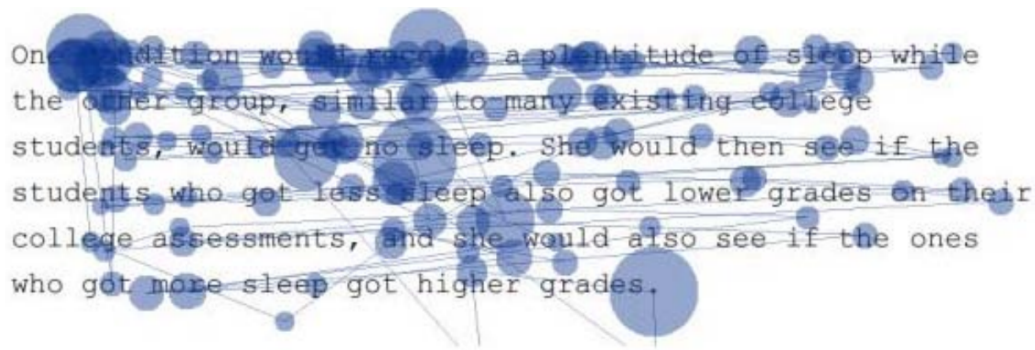 One condition would receive a plentitude of sleep while
the other group, similar to many existing college
students, would get no sleep. She would then see if the
students who got less sleep also got lower grades on their
college assessments, and she would also see if the ones
who got more sleep got higher grades.